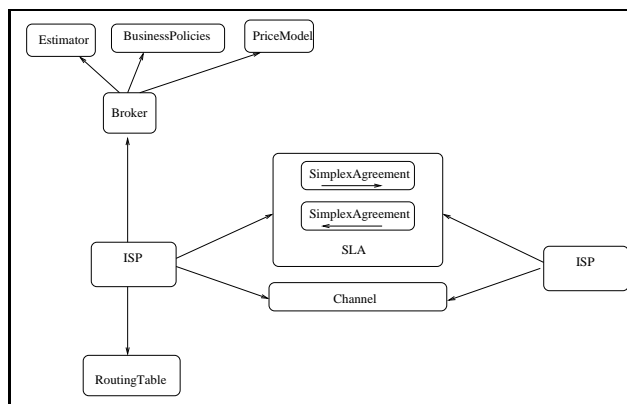 Estimator
BusinessPolicies
PriceModel
Broker
SimplexAgreement
SimplexAgreement
SLA
ISP
ISP
Channel
RoutingTable